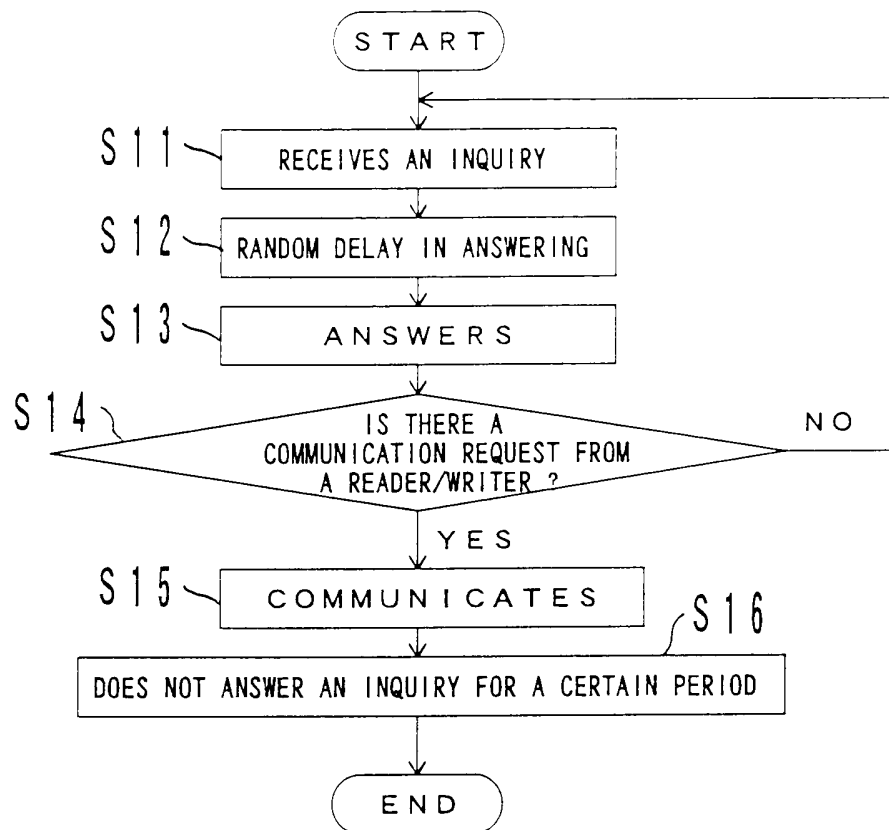 START
S11
RECEIVES AN INQUIRY
S12
RANDOM DELAY IN ANSWERING
S13
ANSWERS
S14
IS THERE A
COMMUNICATION REQUEST FROM
A READER/WRITER ?
NO
YES
S15
COMMUNICATES
S16
DOES NOT ANSWER AN INQUIRY FOR A CERTAIN PERIOD
END